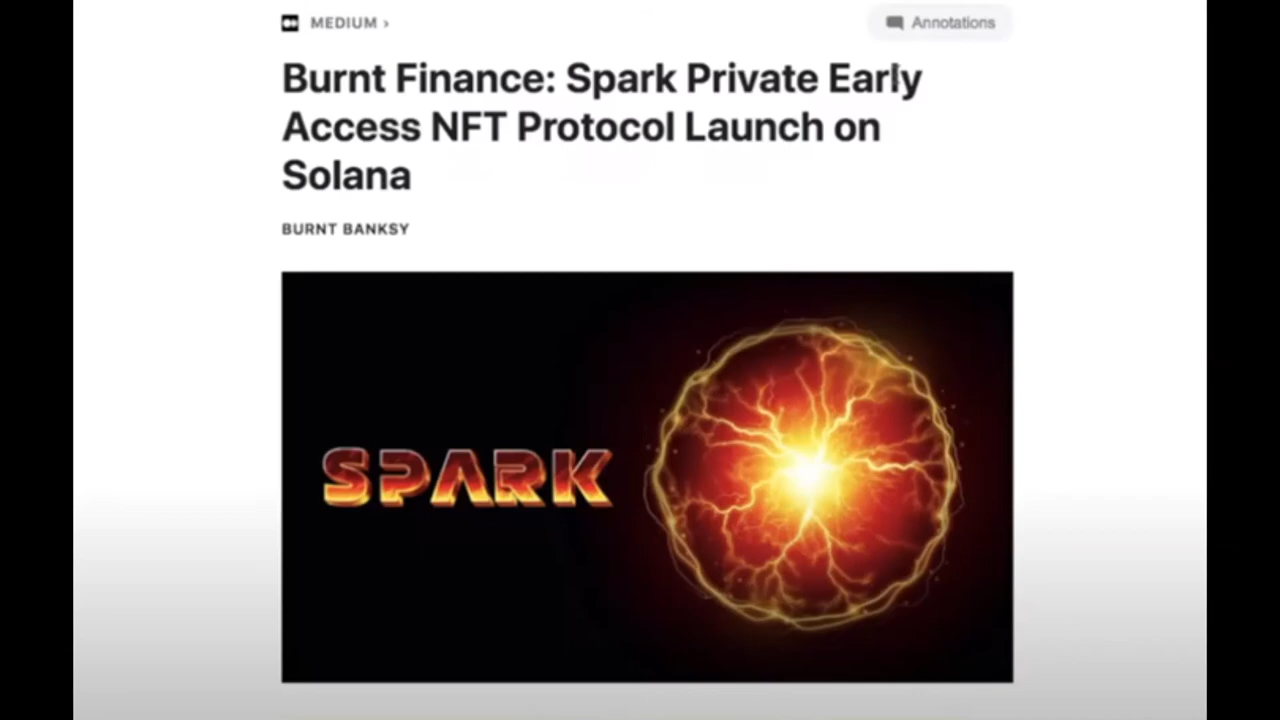 MEDIUM ›
Annotations
Burnt Finance: Spark Private Early
Access NFT Protocol Launch on
Solana
BURNT BANKSY
SPARK